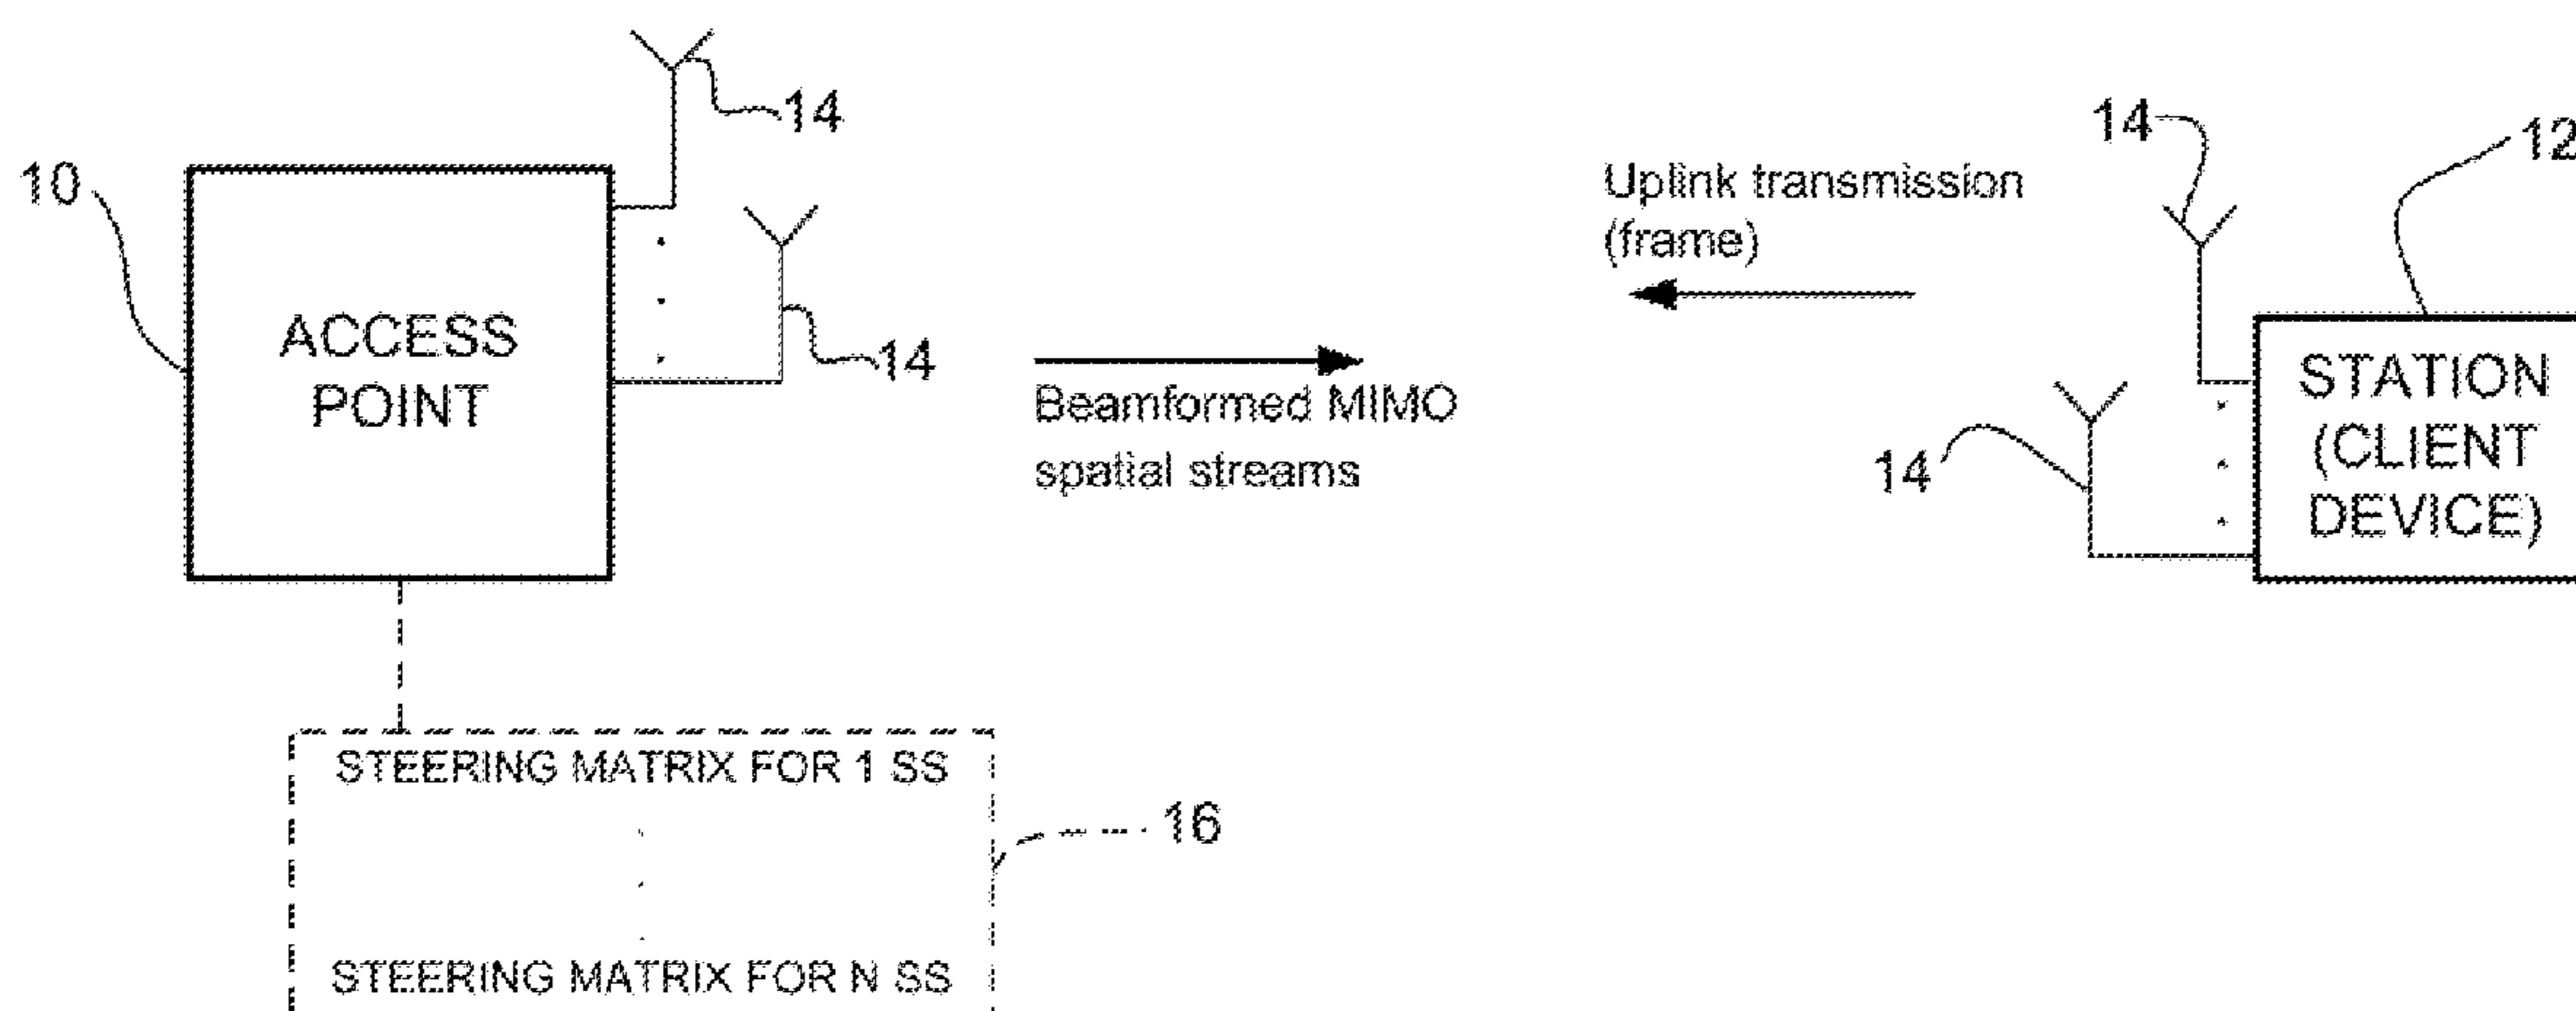 14
10
ACCESS
POINT
14
Beamformed MIMO
spatial streams
Uplink transmission
(frame)
14
12
14
STATION
(CLIENT
DEVICE)
STEERING MATRIX FOR 1 SS
16
STEERING MATRIX FOR N SS